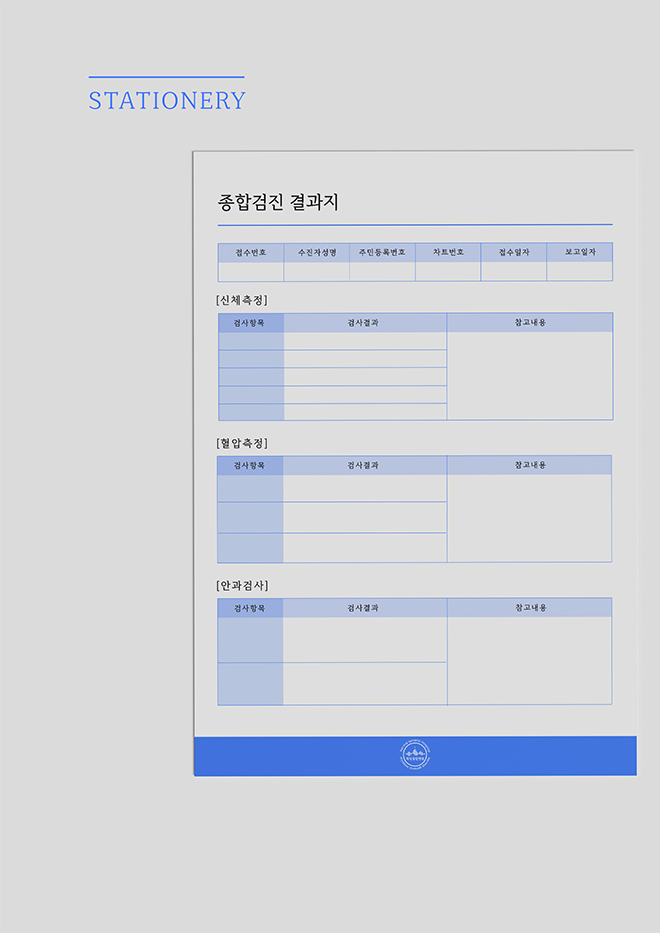 STATIONERY
종합검진 결과지
접수번호 수진자성명 주민등록번호 차트번호 접수일자 보고일자
[신체측정]
검사항목 검사결과 참고내용
[혈압측정]
검사항목 검사결과 참고내용
[안과검사]
검사항목 검사결과 참고내용